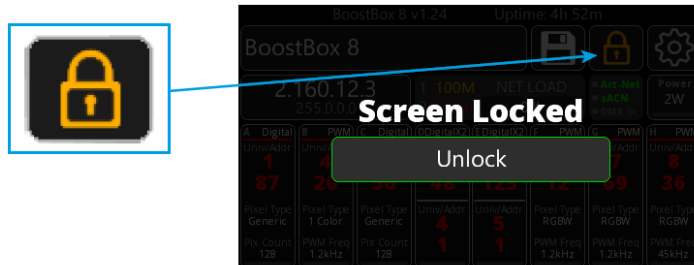 BoostBox 8 v1.24 Uptime: 4h 52m
BoostBox 8
2.160.12.3 1 100M NET LOAD Art-Net Power
255.0.0.0 sACN 2W
DMX In
Screen Locked
Unlock
A Digital B PWM C Digital DDigitalX2 E DigitalX2 F PWM G PWM H PWM
Univ/Addr Univ/Addr
1 4 7 8
87 20 56 48 125 12 69 36
Pixel Type Pixel Type Pixel Type Univ/Addr Univ/Addr Pixel Type Pixel Type Pixel Type
Generic 1 Color Generic 4 5 RGBW RGBW RGBW
Pix Count PWM Freq Pix Count 1 1 PWM Freq PWM Freq PWM Freq
128 1.2kHz 128 1.2kHz 1.2kHz 45kHz